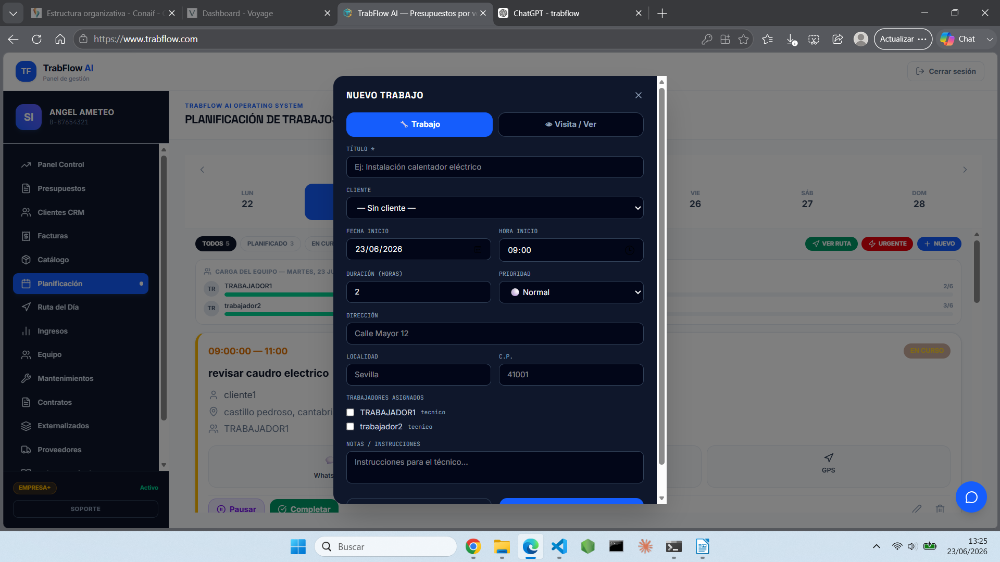 Estructura organizativa - Conaif -
Dashboard - Voyage
TrabFlow AI — Presupuestos por v
ChatGPT - trabflow
https://www.trabflow.com
Actualizar
Chat
TF
TrabFlow AI
Panel de gestión
Cerrar sesión
SI
ANGEL AMETEO
B-87654321
Panel Control
Presupuestos
Clientes CRM
Facturas
Catálogo
Planificación
Ruta del Día
Ingresos
Equipo
Mantenimientos
Contratos
Externalizados
Proveedores
EMPRESA+
Activo
SOPORTE
TRABFLOW AI OPERATING SYSTEM
PLANIFICACIÓN DE TRABAJOS
LUN
22
VIE
26
SÁB
27
DOM
28
TODOS 5
PLANIFICADO 3
EN CUR
VER RUTA
URGENTE
NUEVO
CARGA DEL EQUIPO — MARTES, 23 JU
TR
TRABAJADOR1
2/6
TR
trabajador2
3/6
09:00:00 — 11:00
EN CURSO
revisar caudro electrico
cliente1
castillo pedroso, cantabri
TRABAJADOR1
Whats
GPS
Pausar
Completar
NUEVO TRABAJO
Trabajo
Visita / Ver
TÍTULO *
Ej: Instalación calentador eléctrico
CLIENTE
— Sin cliente —
FECHA INICIO
HORA INICIO
23/06/2026
09:00
DURACIÓN (HORAS)
PRIORIDAD
2
Normal
DIRECCIÓN
Calle Mayor 12
LOCALIDAD
C.P.
Sevilla
41001
TRABAJADORES ASIGNADOS
TRABAJADOR1 tecnico
trabajador2 tecnico
NOTAS / INSTRUCCIONES
Instrucciones para el técnico...
Buscar
13:25
23/06/2026